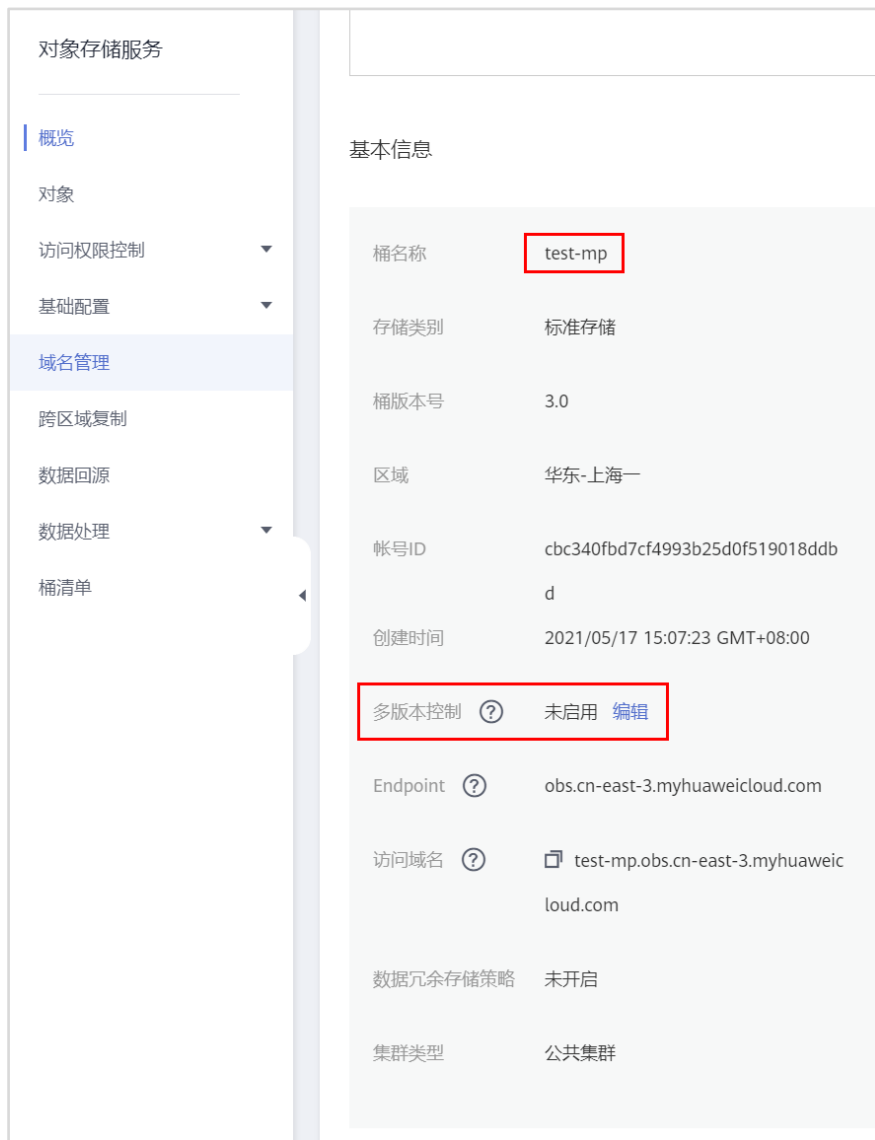 对象存储服务
概览
对象
访问权限控制
基础配置
域名管理
跨区域复制
数据回源
数据处理
桶清单
基本信息
桶名称 test-mp
存储类别 标准存储
桶版本号 3.0
区域 华东-上海一
帐号ID cbc340fbd7cf4993b25d0f519018ddb
d
创建时间 2021/05/17 15:07:23 GMT+08:00
多版本控制 ? 未启用 编辑
Endpoint ? obs.cn-east-3.myhuaweicloud.com
访问域名 ? test-mp.obs.cn-east-3.myhuaweic
loud.com
数据冗余存储策略 未开启
集群类型 公共集群